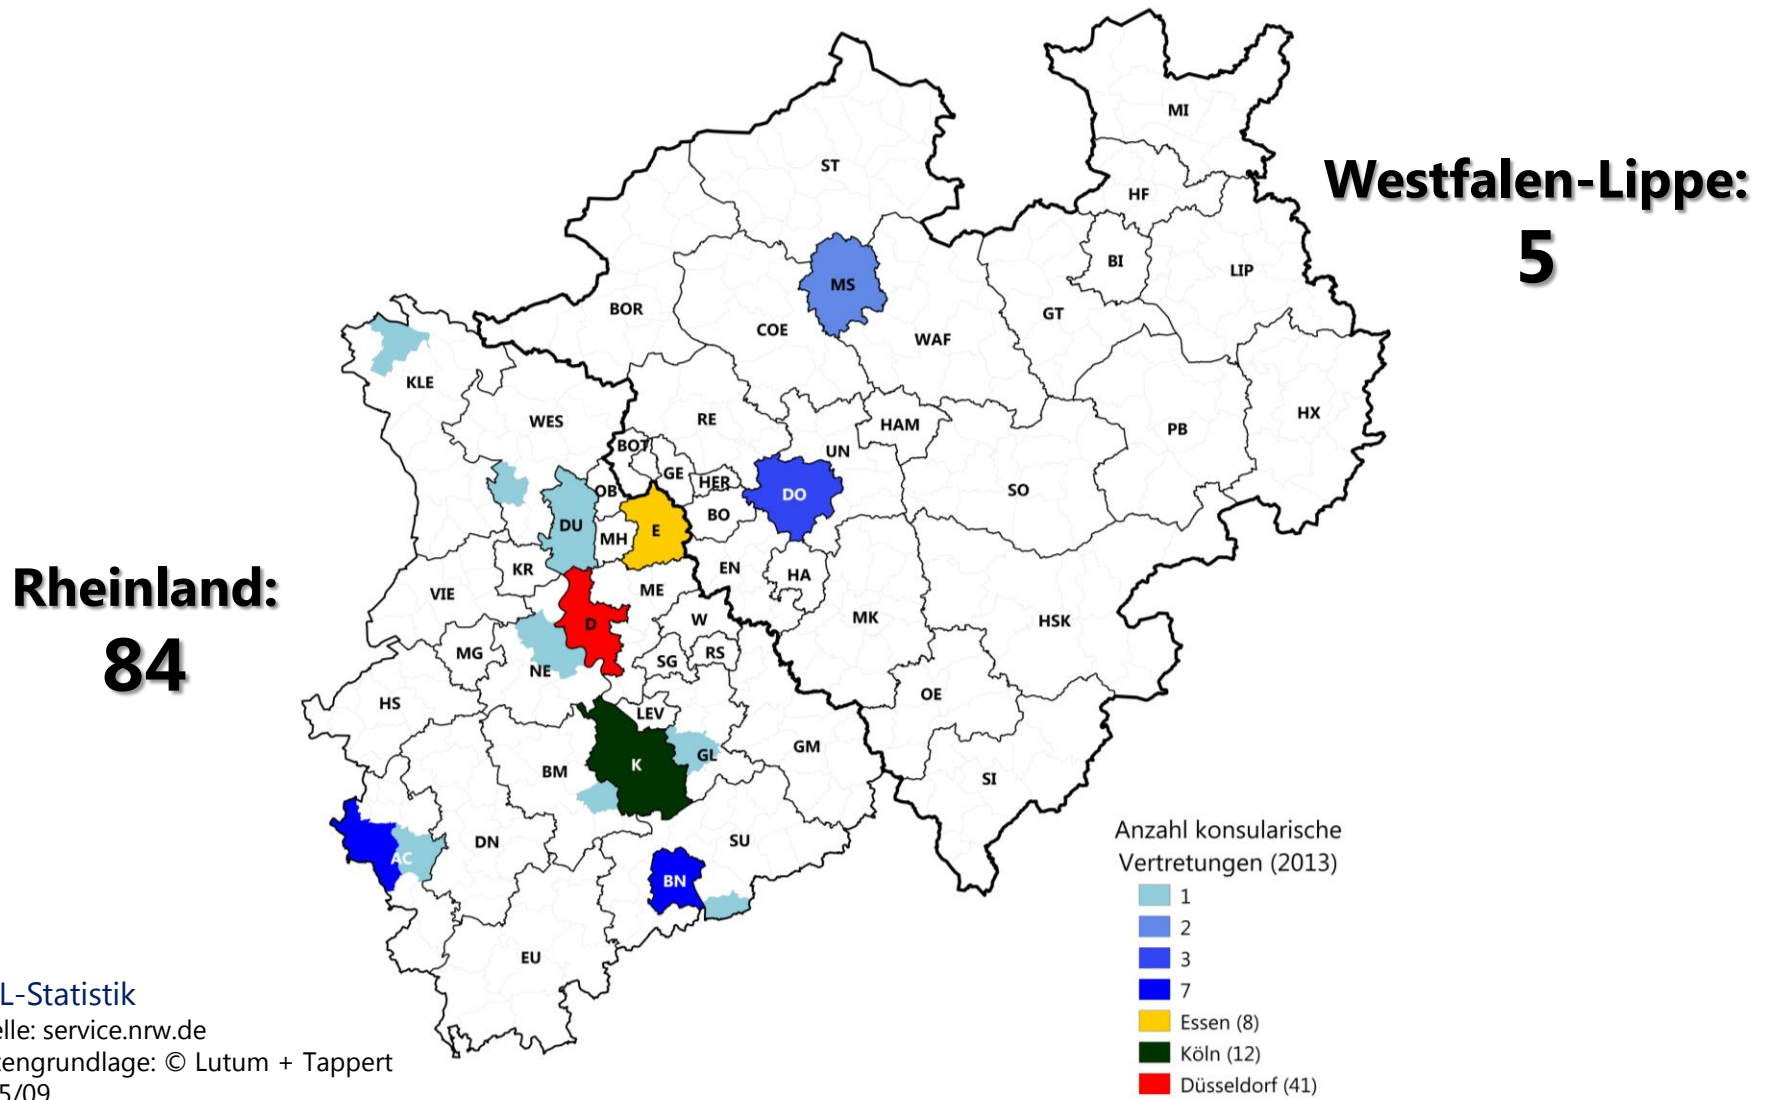 MI
ST
Westfalen-Lippe:
HF
5
BI
LIP
MS
BOR
GT
COE
WAF
KLE
HX
WES
RE
HAM
PB
BOT
UN
GE
HER
OB
SO
DO
BO
DU
E
MH
Rheinland:
KR
EN
HA
VIE
ME
84
W
MK
HSK
D
MG
RS
SG
NE
OE
HS
LEV
GM
GL
K
BM
SI
Anzahl konsularische
Vertretungen (2013)
DN
SU
AC
BN
1
2
3
EU
7
L-Statistik
elle: service.nrw.de
Essen (8)
tengrundlage: © Lutum + Tappert
Köln (12)
5/09
Düsseldorf (41)